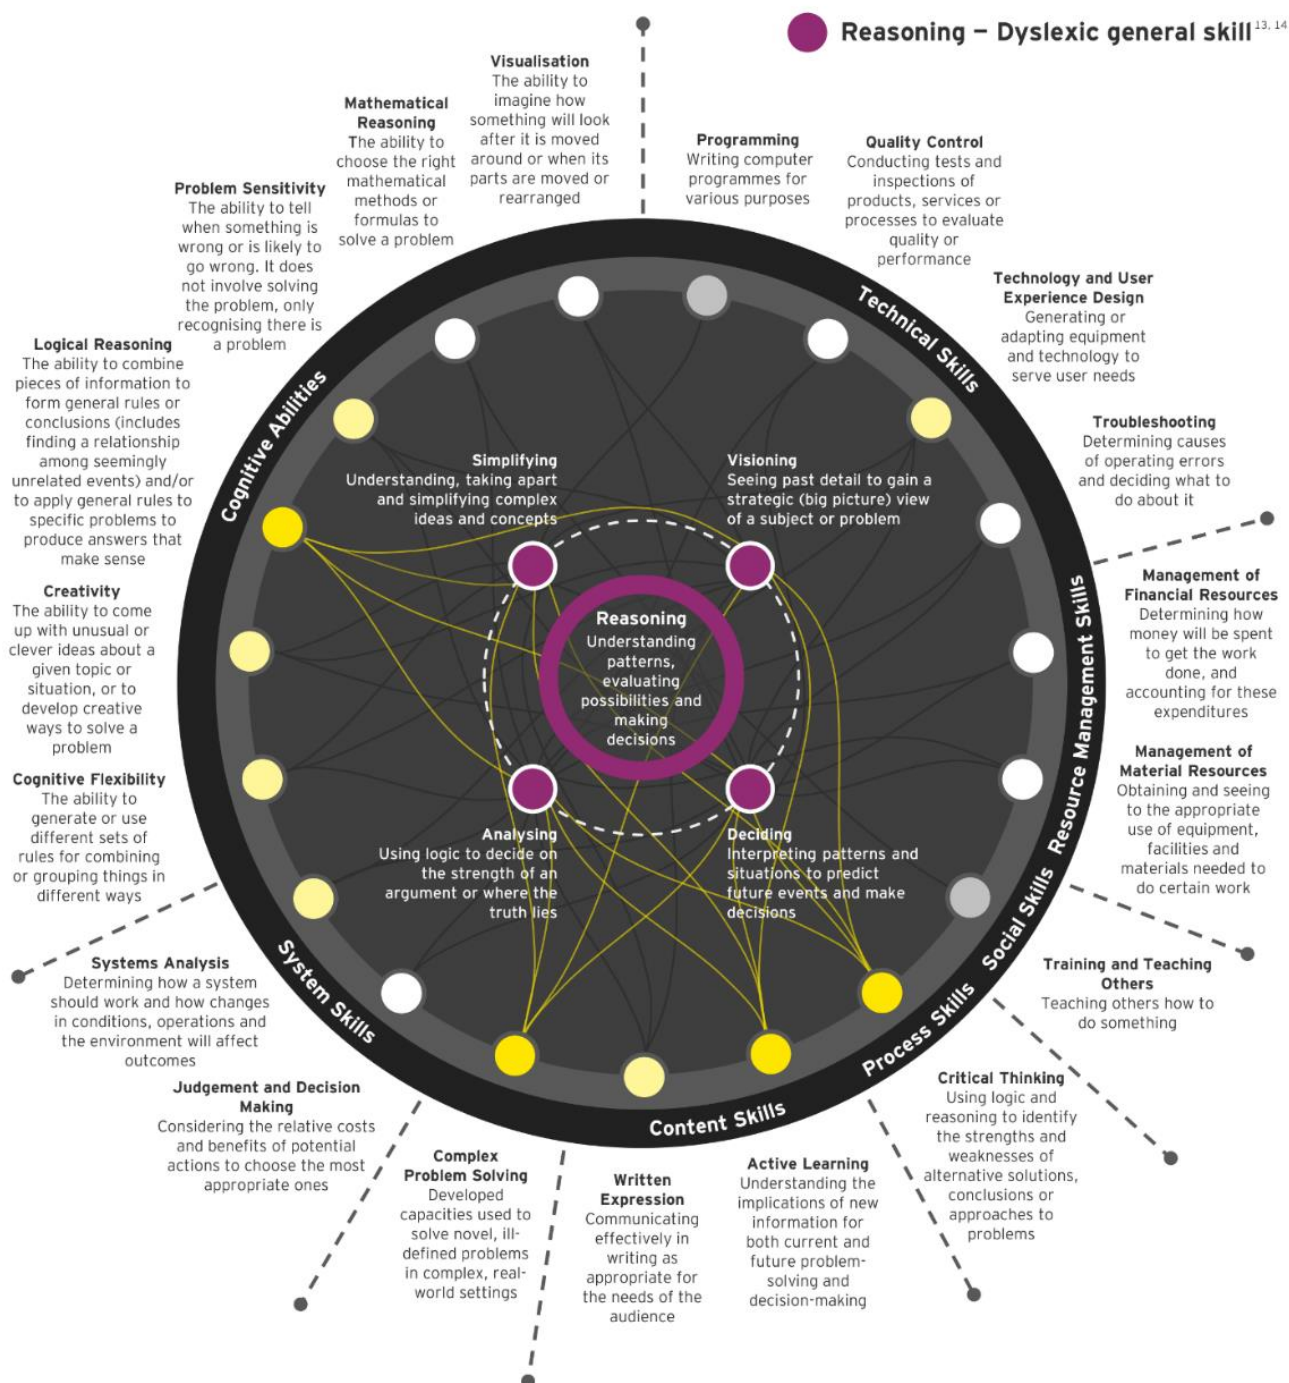 Reasoning – Dyslexic general skill 13, 14
Visualisation
The ability to
imagine how
something will look
after it is moved
around or when its
parts are moved or
rearranged
Mathematical
Reasoning
The ability to
choose the right
mathematical
methods or
formulas to
solve a problem
Problem Sensitivity
The ability to tell
when something is
wrong or is likely to
go wrong. It does
not involve solving
the problem, only
recognising there is
a problem
Logical Reasoning
The ability to combine
pieces of information to
form general rules or
conclusions (includes
finding a relationship
among seemingly
unrelated events) and/or
to apply general rules to
specific problems to
produce answers that
make sense
Creativity
The ability to come
up with unusual or
clever ideas about a
given topic or
situation, or to
develop creative
ways to solve a
problem
Cognitive Flexibility
The ability to
generate or use
different sets of
rules for combining
or grouping things in
different ways
Programming
Writing computer
programmes for
various purposes
Quality Control
Conducting tests and
inspections of
products, services or
processes to evaluate
quality or
performance
Technology and User
Experience Design
Generating or
adapting equipment
and technology to
serve user needs
Troubleshooting
Determining causes
of operating errors
and deciding what to
do about it
Management of
Financial Resources
Determining how
money will be spent
to get the work
done, and
accounting for these
expenditures
Management of
Material Resources
Obtaining and seeing
to the appropriate
use of equipment,
facilities and
materials needed to
do certain work
Training and Teaching
Others
Teaching others how to
do something
Critical Thinking
Using logic and
reasoning to identify
the strengths and
weaknesses of
alternative solutions,
conclusions or
approaches to
problems
Active Learning
Understanding the
implications of new
information for
both current and
future problem-
solving and
decision-making
Written
Expression
Communicating
effectively in
writing as
appropriate for
the needs of the
audience
Complex
Problem Solving
Developed
capacities used to
solve novel, ill-
defined problems
in complex, real-
world settings
Judgement and Decision
Making
Considering the relative costs
and benefits of potential
actions to choose the most
appropriate ones
Systems Analysis
Determining how a system
should work and how changes
in conditions, operations and
the environment will affect
outcomes
Cognitive Abilities
Technical Skills
Resource Management Skills
Social Skills
Process Skills
Content Skills
System Skills
Simplifying
Understanding, taking apart
and simplifying complex
ideas and concepts
Visioning
Seeing past detail to gain a
strategic (big picture) view
of a subject or problem
Reasoning
Understanding
patterns,
evaluating
possibilities and
making
decisions
Analysing
Using logic to decide on
the strength of an
argument or where the
truth lies
Deciding
Interpreting patterns and
situations to predict
future events and make
decisions